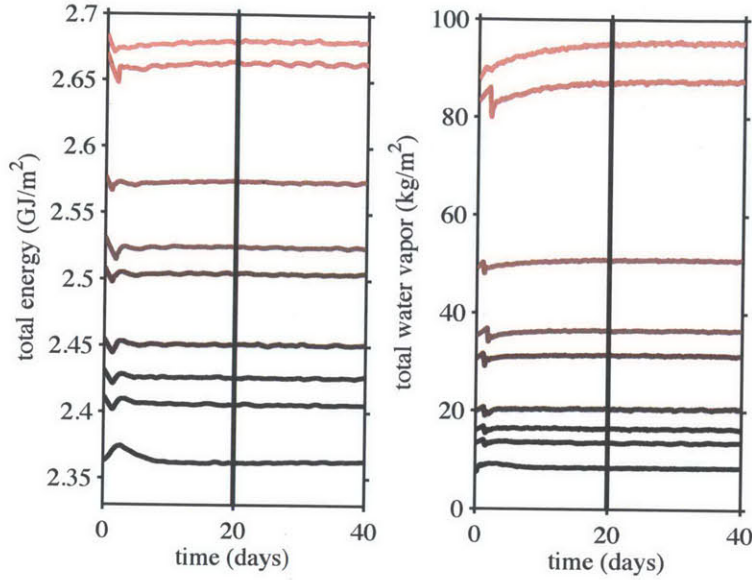 2.7
2.65
2.6
2.55
2.5
2.45
2.4
2.35
total energy (GJ/m²)
0 20 40
time (days)
100
80
60
40
20
0
total water vapor (kg/m²)
0 20 40
time (days)